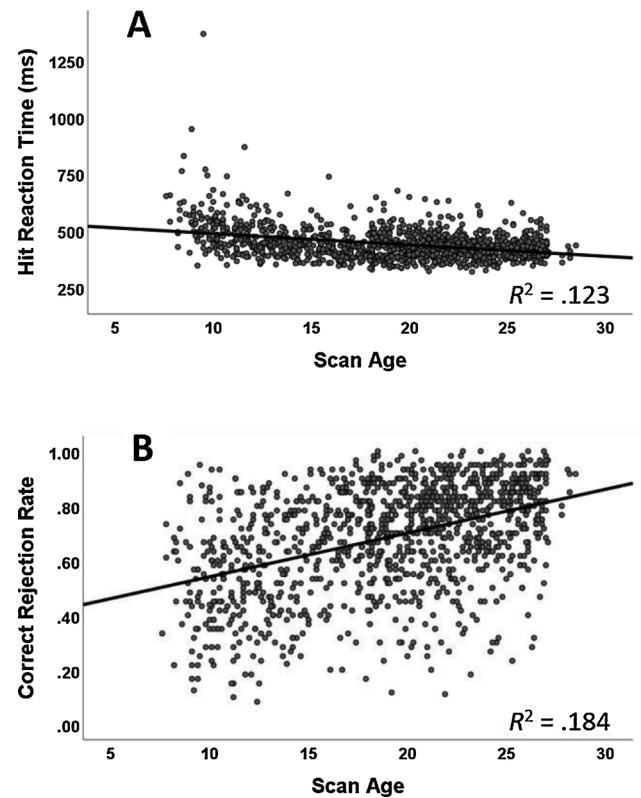 A
Hit Reaction Time (ms)
1250
1000
750
500
250
R² = .123
5 10 15 20 25 30
Scan Age
B
Correct Rejection Rate
1.00
.80
.60
.40
.20
.00
R² = .184
5 10 15 20 25 30
Scan Age